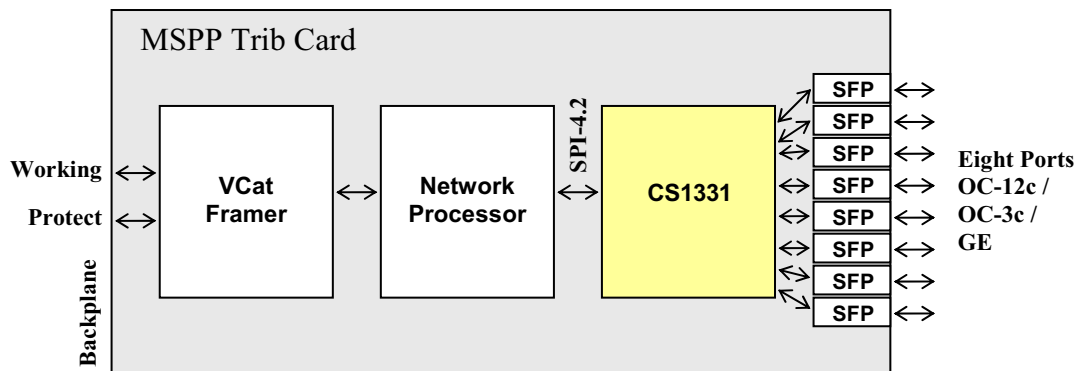 MSPP Trib Card
Working
Protect
Backplane
VCat
Framer
Network
Processor
SPI-4.2
CS1331
SFP
SFP
SFP
SFP
SFP
SFP
SFP
SFP
Eight Ports
OC-12c /
OC-3c /
GE